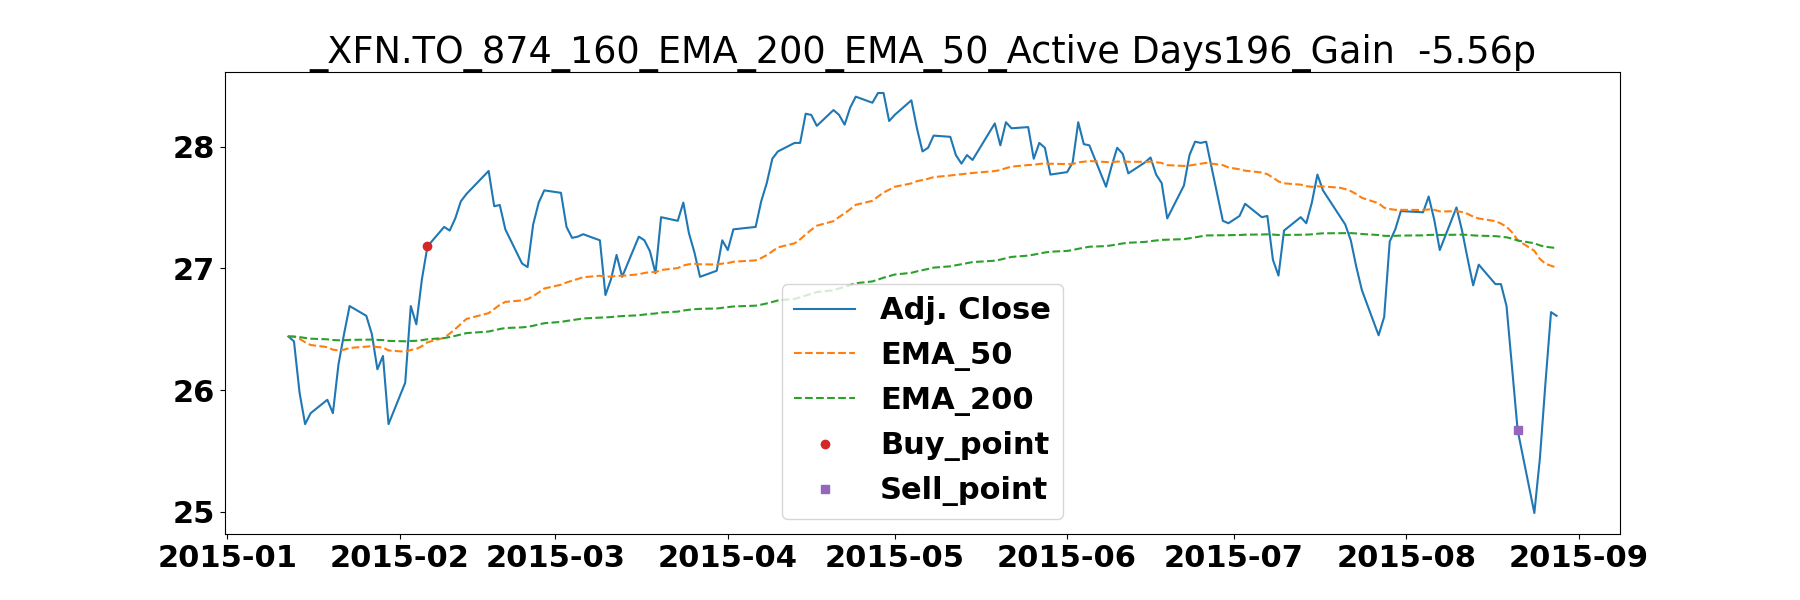 _XFN.TO_874_160_EMA_200_EMA_50_Active Days196_Gain  -5.56p
28
27
26
25
Adj. Close
EMA_50
EMA_200
Buy_point
Sell_point
2015-01 2015-02 2015-03 2015-04 2015-05 2015-06 2015-07 2015-08 2015-09